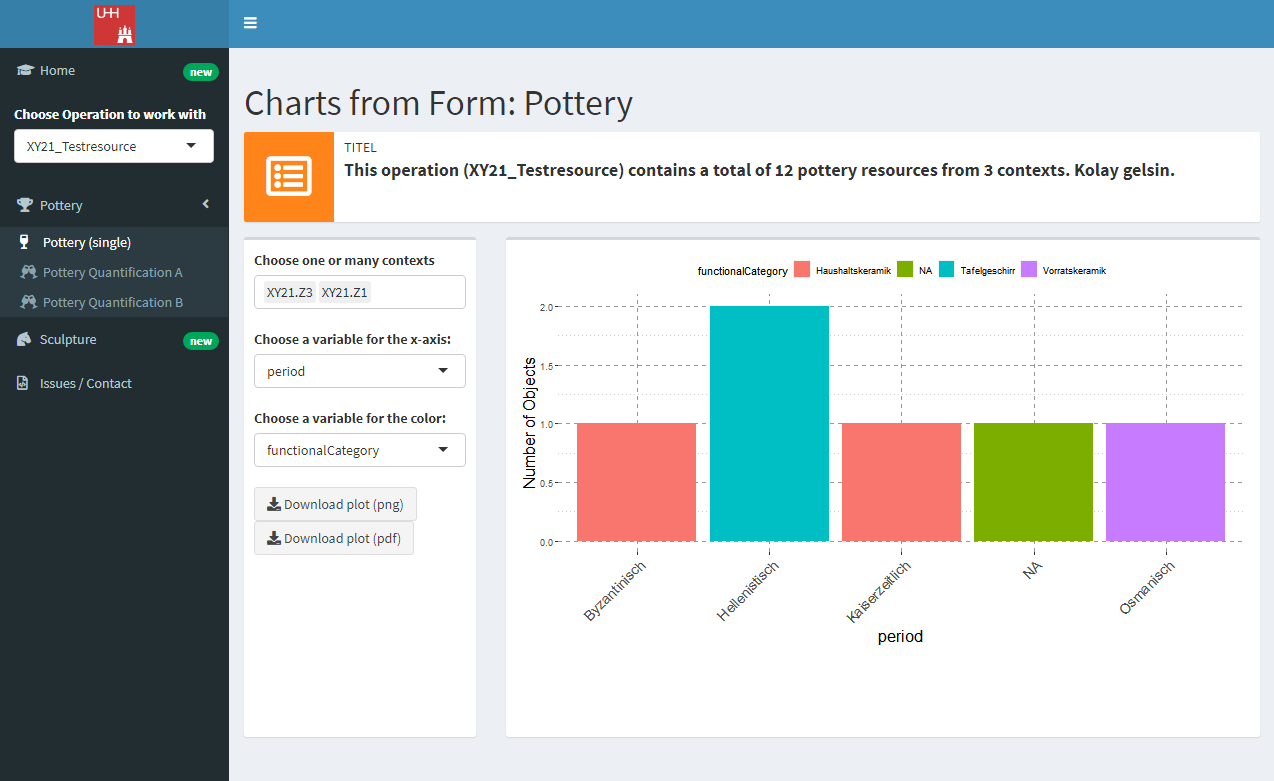 UHH
Home new
Choose Operation to work with
XY21_Testresource
Pottery
Pottery (single)
Pottery Quantification A
Pottery Quantification B
Sculpture new
Issues / Contact
Charts from Form: Pottery
TITEL
This operation (XY21_Testresource) contains a total of 12 pottery resources from 3 contexts. Kolay gelsin.
Choose one or many contexts
XY21.Z3 XY21.Z1
Choose a variable for the x-axis:
period
Choose a variable for the color:
functionalCategory
Download plot (png)
Download plot (pdf)
functionalCategory Haushaltskeramik NA Tafelgeschirr Vorratskeramik
Number of Objects
2.0
1.5
1.0
0.5
0.0
Byzantinisch Hellenistisch Kaiserzeitlich NA Osmanisch
period